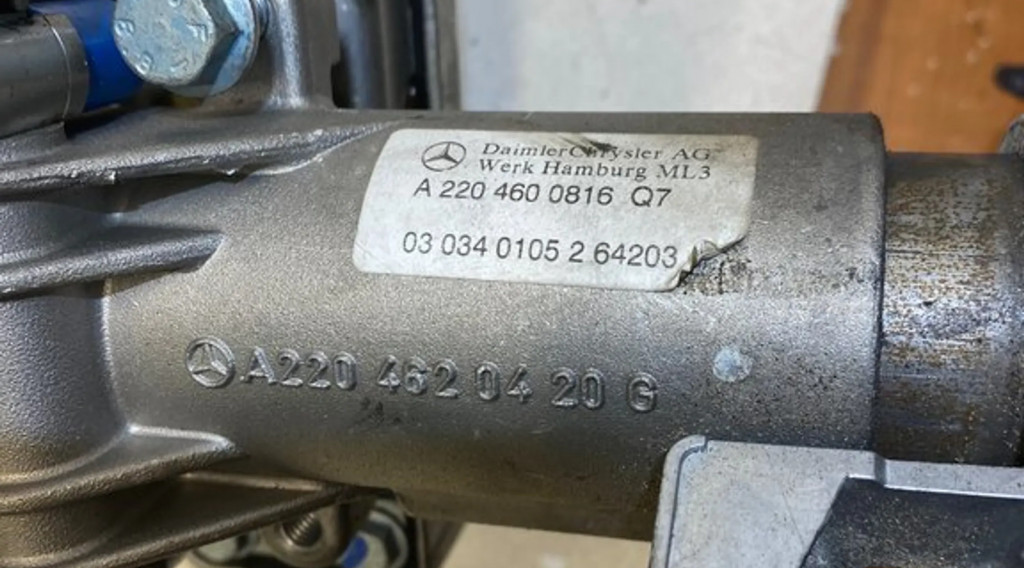 DaimlerChrysler AG
Werk Hamburg ML3
A 220 460 0816 Q7
03 034 0105 2 64203
A220 462 04 20 G